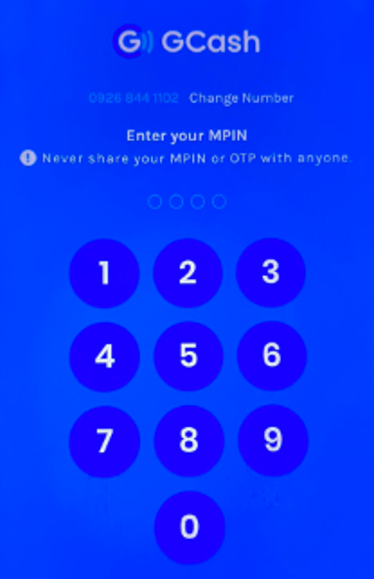 GCash
0926 844 1102 Change Number
Enter your MPIN
Never share your MPIN or OTP with anyone.
1 2 3
4 5 6
7 8 9
0